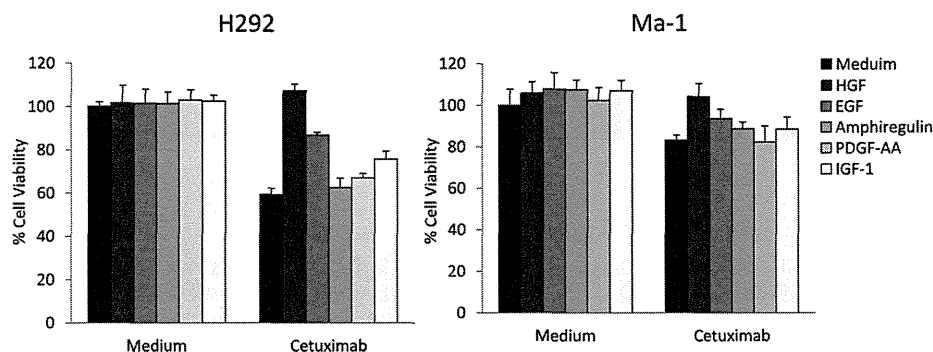 H292
% Cell Viability
120
100
80
60
40
20
0
Medium
Cetuximab
Ma-1
% Cell Viability
120
100
80
60
40
20
0
Medium
Cetuximab
Meduim
HGF
EGF
Amphiregulin
PDGF-AA
IGF-1